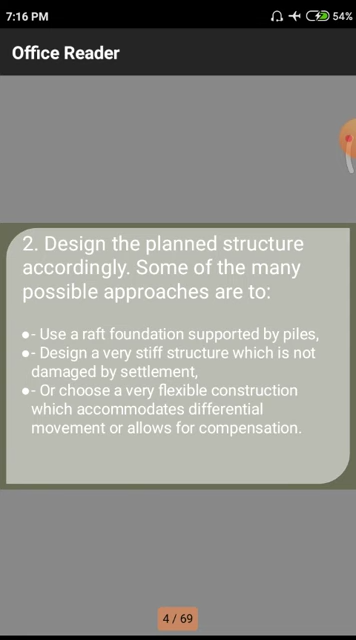 7:16 PM
54%
Office Reader
2. Design the planned structure
accordingly. Some of the many
possible approaches are to:
●- Use a raft foundation supported by piles,
●- Design a very stiff structure which is not
damaged by settlement,
●- Or choose a very flexible construction
which accommodates differential
movement or allows for compensation.
4 / 69